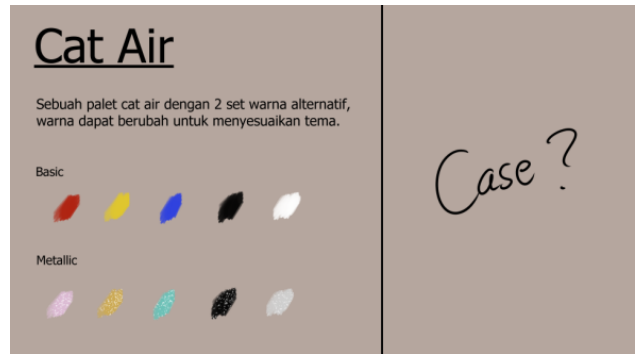 Cat Air
Sebuah palet cat air dengan 2 set warna alternatif,
warna dapat berubah untuk menyesuaikan tema.
Basic
Metallic
Case ?